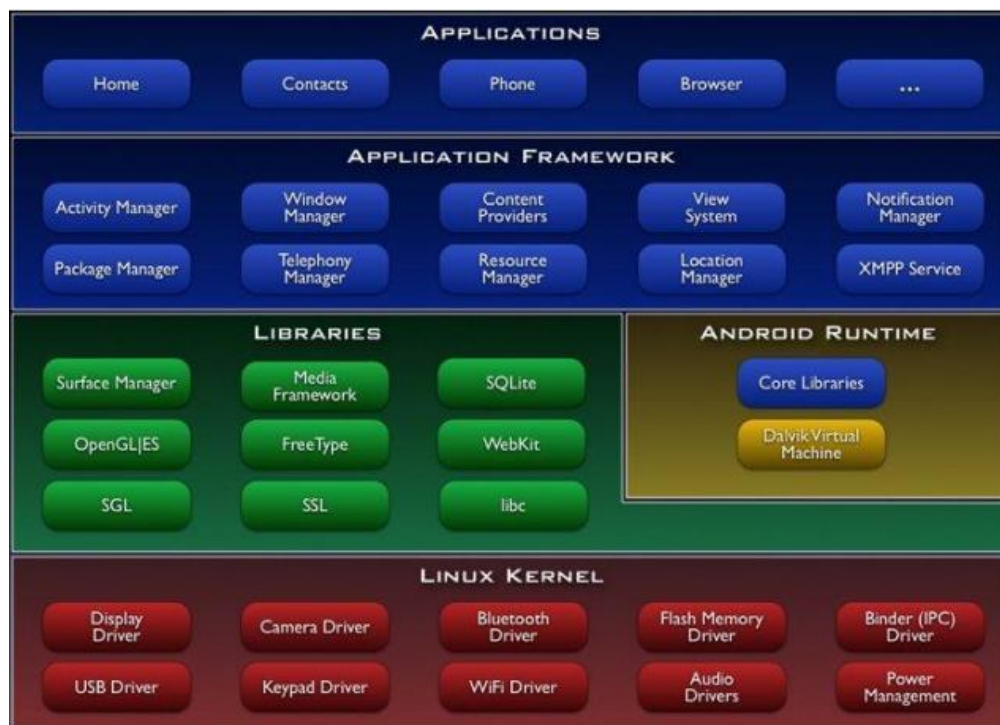 APPLICATIONS
Home
Contacts
Phone
Browser
...
APPLICATION FRAMEWORK
Activity Manager
Window
Manager
Content
Providers
View
System
Notification
Manager
Package Manager
Telephony
Manager
Resource
Manager
Location
Manager
XMPP Service
LIBRARIES
Surface Manager
Media
Framework
SQLite
OpenGL|ES
FreeType
WebKit
SGL
SSL
libc
ANDROID RUNTIME
Core Libraries
Dalvik Virtual
Machine
LINUX KERNEL
Display
Driver
Camera Driver
Bluetooth
Driver
Flash Memory
Driver
Binder (IPC)
Driver
USB Driver
Keypad Driver
WiFi Driver
Audio
Drivers
Power
Management